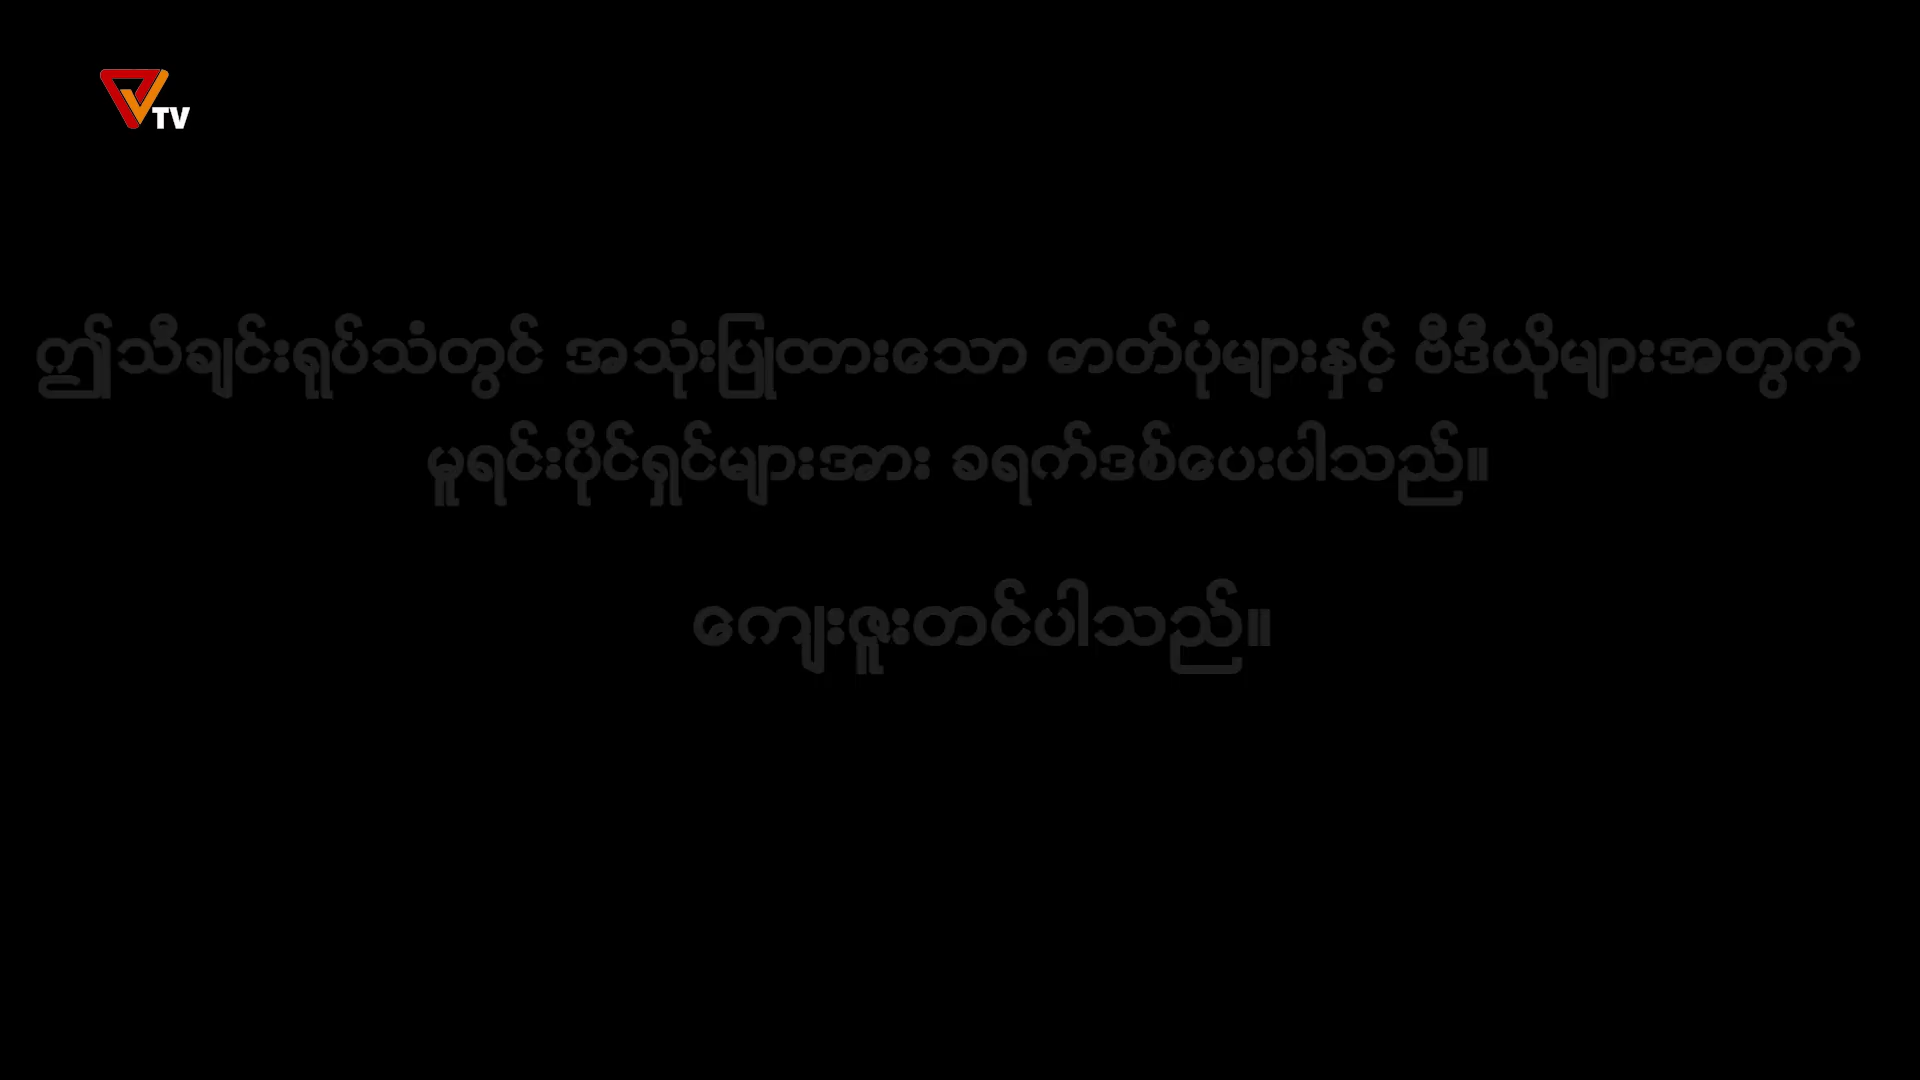 TV
ဤသီချင်းရုပ်သံတွင် အသုံးပြုထားသော ဓာတ်ပုံများနှင့် ဗီဒီယိုများအတွက်
မူရင်းပိုင်ရှင်များအား ခရက်ဒစ်ပေးပါသည်။
ကျေးဇူးတင်ပါသည်။